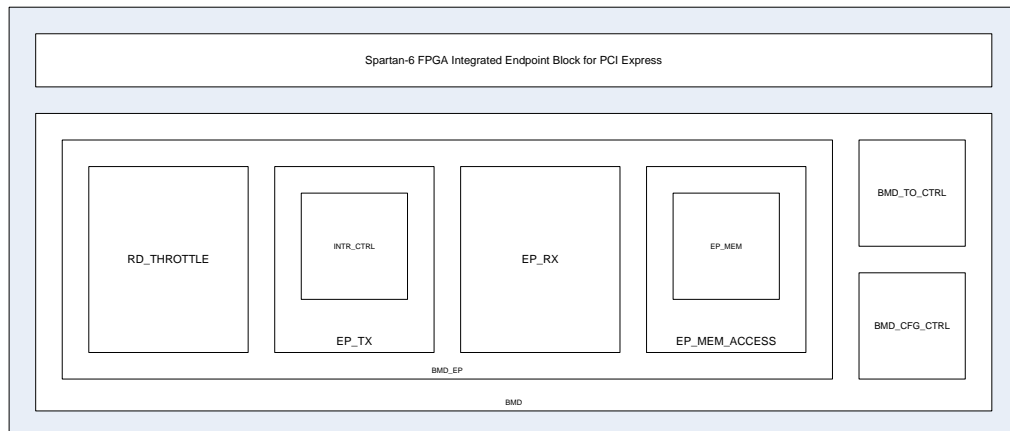 Spartan-6 FPGA Integrated Endpoint Block for PCI Express
BMD_TO_CTRL
INTR_CTRL
EP_MEM
RD_THROTTLE
EP_RX
BMD_CFG_CTRL
EP_TX
EP_MEM_ACCESS
BMD_EP
BMD